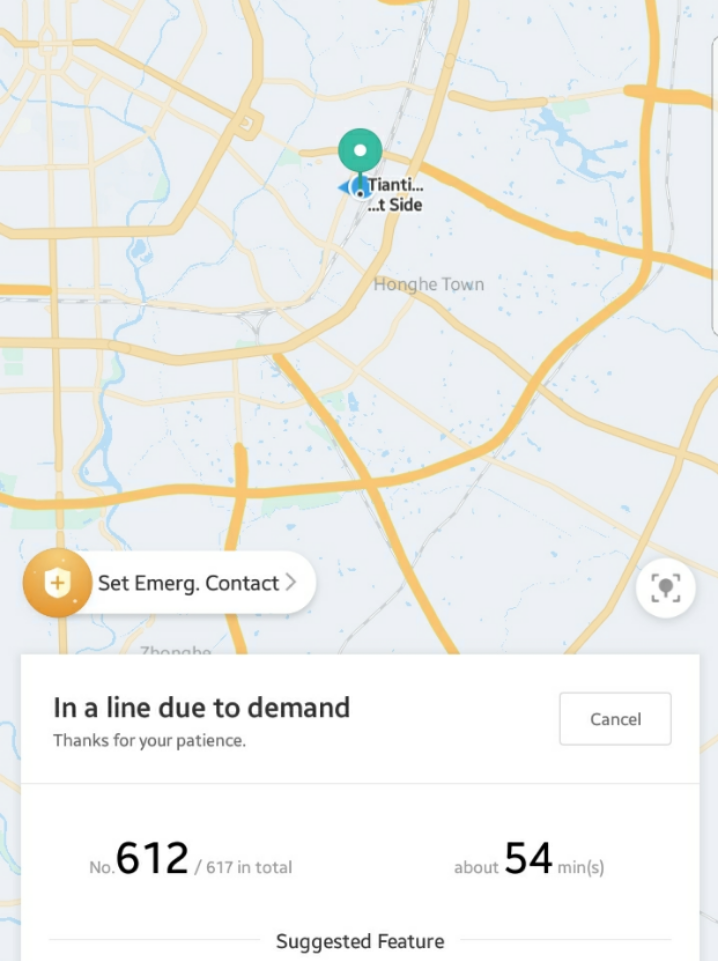 Tianti...
...t Side
Honghe Town
Set Emerg. Contact
Zhonghe
In a line due to demand
Thanks for your patience.
Cancel
No.612 / 617 in total
about 54 min(s)
Suggested Feature